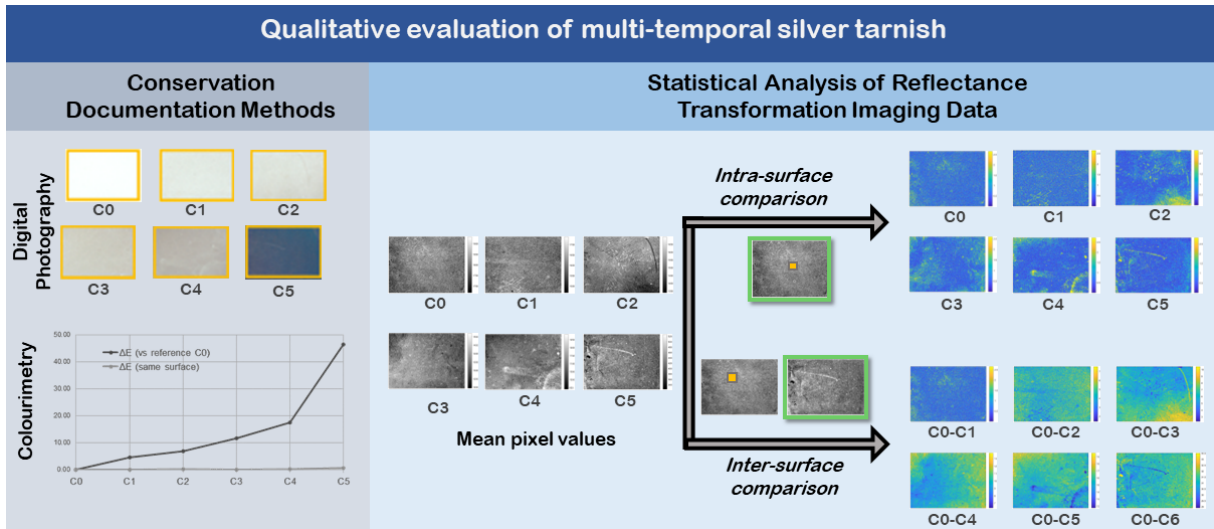 Qualitative evaluation of multi-temporal silver tarnish
Conservation
Documentation Methods
Digital
Photography
C0
C1
C2
C3
C4
C5
Colourimetry
50.00
40.00
30.00
20.00
10.00
0.00
ΔE (vs reference C0)
ΔE (same surface)
C0
C1
C2
C3
C4
C5
Statistical Analysis of Reflectance
Transformation Imaging Data
C0
C1
C2
C3
C4
C5
Mean pixel values
Intra-surface
comparison
Inter-surface
comparison
C0
C1
C2
C3
C4
C5
C0-C1
C0-C2
C0-C3
C0-C4
C0-C5
C0-C6